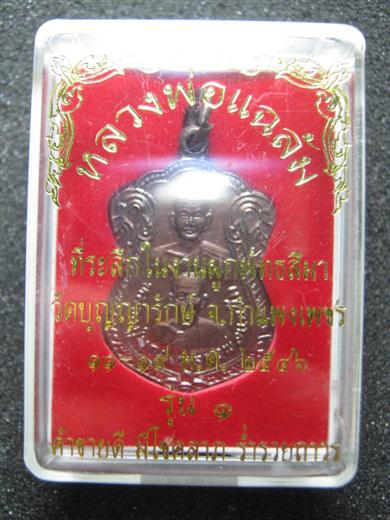 หลวงพ่อแฉล้ม
ที่ระลึกในงานผูกพัทธสีมา
วัดบุญญารักษ์ จ.กำแพงเพชร
๑๑-๑๗ พ.ค. ๒๕๔๖
รุ่น ๑
ค้าขายดี มีโชคลาภ ร่ำรวยถาวร